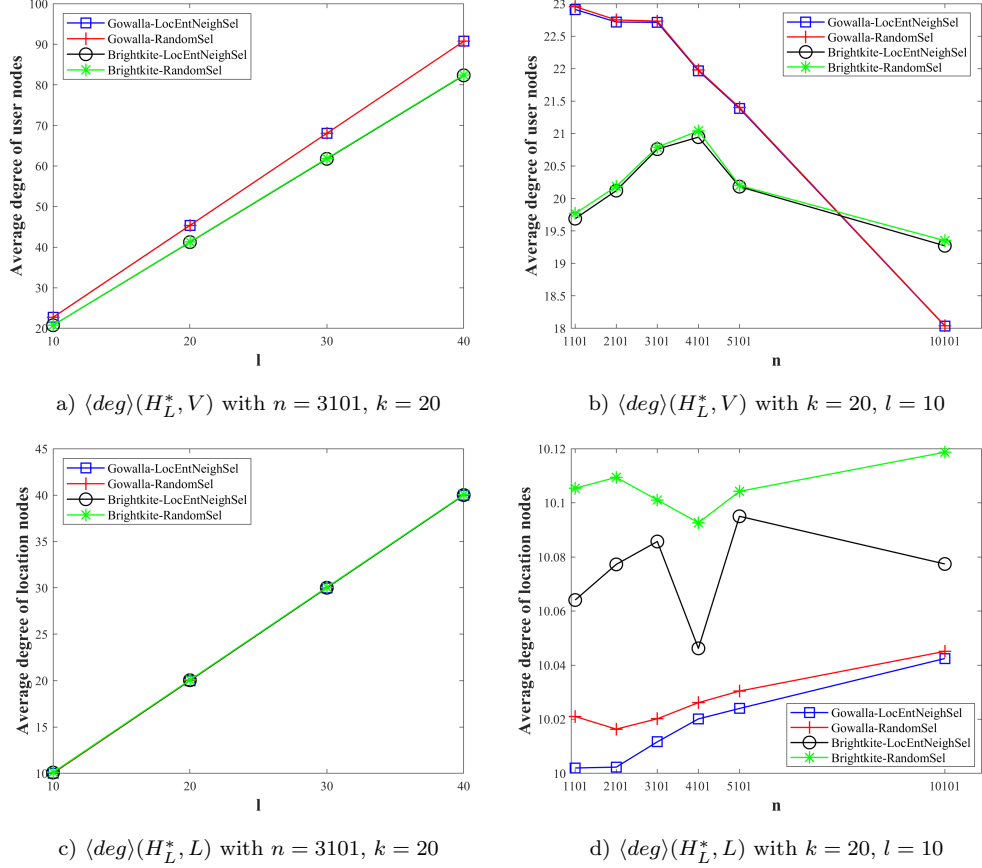 Average degree of user nodes
100
90
80
70
60
50
40
30
20
10
20
30
40
l
Gowalla-LocEntNeighSel
Gowalla-RandomSel
Brightkite-LocEntNeighSel
Brightkite-RandomSel
a) ⟨deg⟩(H*_L, V) with n = 3101, k = 20
Average degree of user nodes
23
22.5
22
21.5
21
20.5
20
19.5
19
18.5
18
1101
2101
3101
4101
5101
10101
n
Gowalla-LocEntNeighSel
Gowalla-RandomSel
Brightkite-LocEntNeighSel
Brightkite-RandomSel
b) ⟨deg⟩(H*_L, V) with k = 20, l = 10
Average degree of location nodes
45
40
35
30
25
20
15
10
10
20
30
40
l
Gowalla-LocEntNeighSel
Gowalla-RandomSel
Brightkite-LocEntNeighSel
Brightkite-RandomSel
c) ⟨deg⟩(H*_L, L) with n = 3101, k = 20
Average degree of location nodes
10.12
10.1
10.08
10.06
10.04
10.02
10
1101
2101
3101
4101
5101
10101
n
Gowalla-LocEntNeighSel
Gowalla-RandomSel
Brightkite-LocEntNeighSel
Brightkite-RandomSel
d) ⟨deg⟩(H*_L, L) with k = 20, l = 10